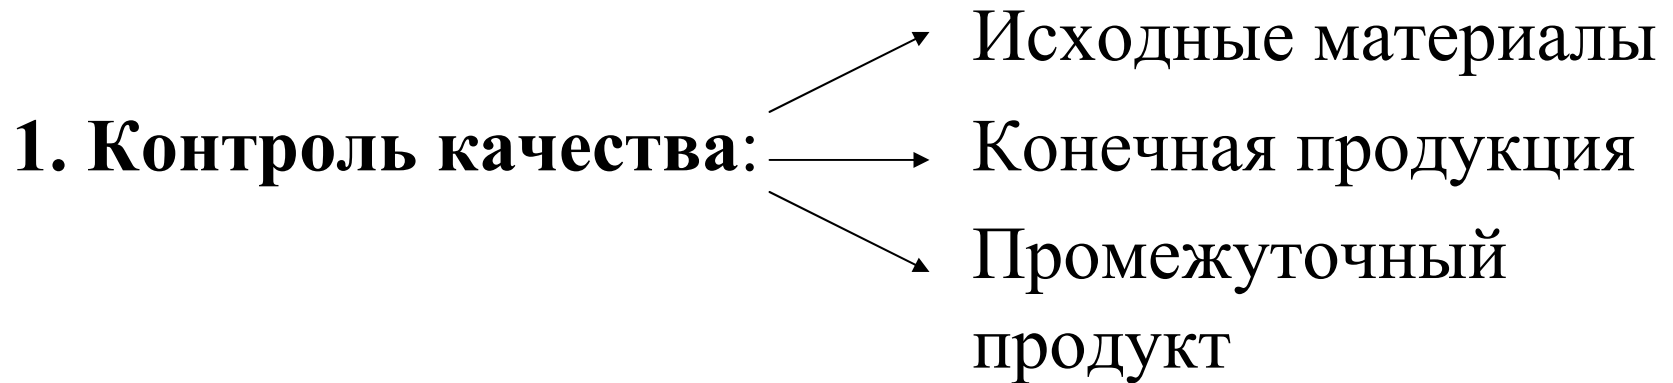 Исходные материалы
1. Контроль качества:
Конечная продукция
Промежуточный
продукт